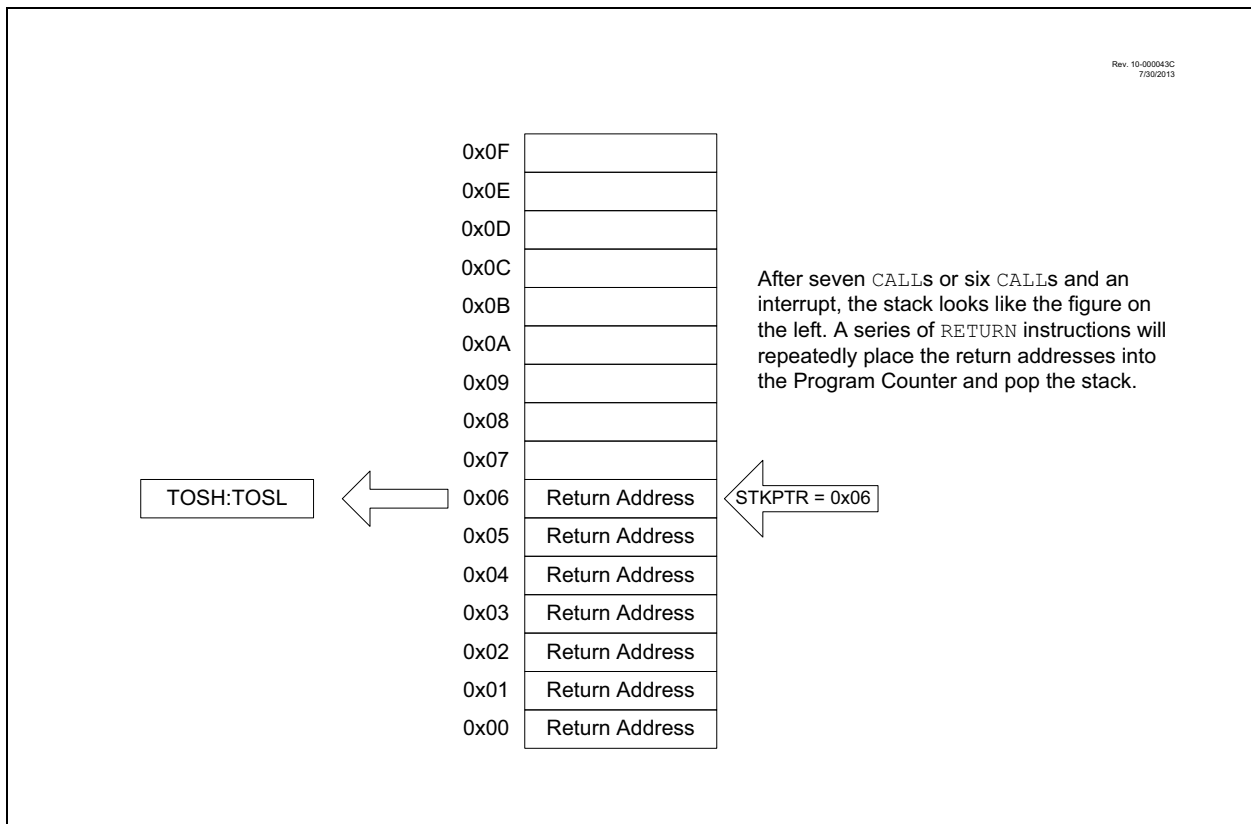 Rev. 10-000043C
7/30/2013
0x0F
0x0E
0x0D
0x0C
0x0B
0x0A
0x09
0x08
0x07
0x06 Return Address
0x05 Return Address
0x04 Return Address
0x03 Return Address
0x02 Return Address
0x01 Return Address
0x00 Return Address
TOSH:TOSL
STKPTR = 0x06
After seven CALLs or six CALLs and an
interrupt, the stack looks like the figure on
the left. A series of RETURN instructions will
repeatedly place the return addresses into
the Program Counter and pop the stack.